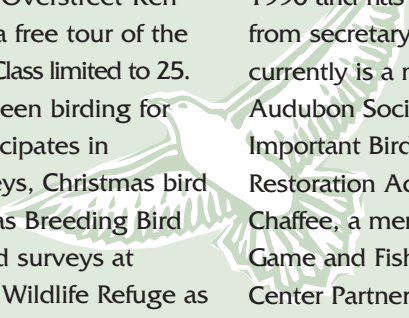 Overstreet Ken
a free tour of the
Class limited to 25.
een birding for
cipates in
eys, Christmas bird
as Breeding Bird
d surveys at
Wildlife Refuge as
1990 and has
from secretary
currently is a
Audubon Soci
Important Bird
Restoration Ac
Chaffee, a mem
Game and Fish
Center Partner